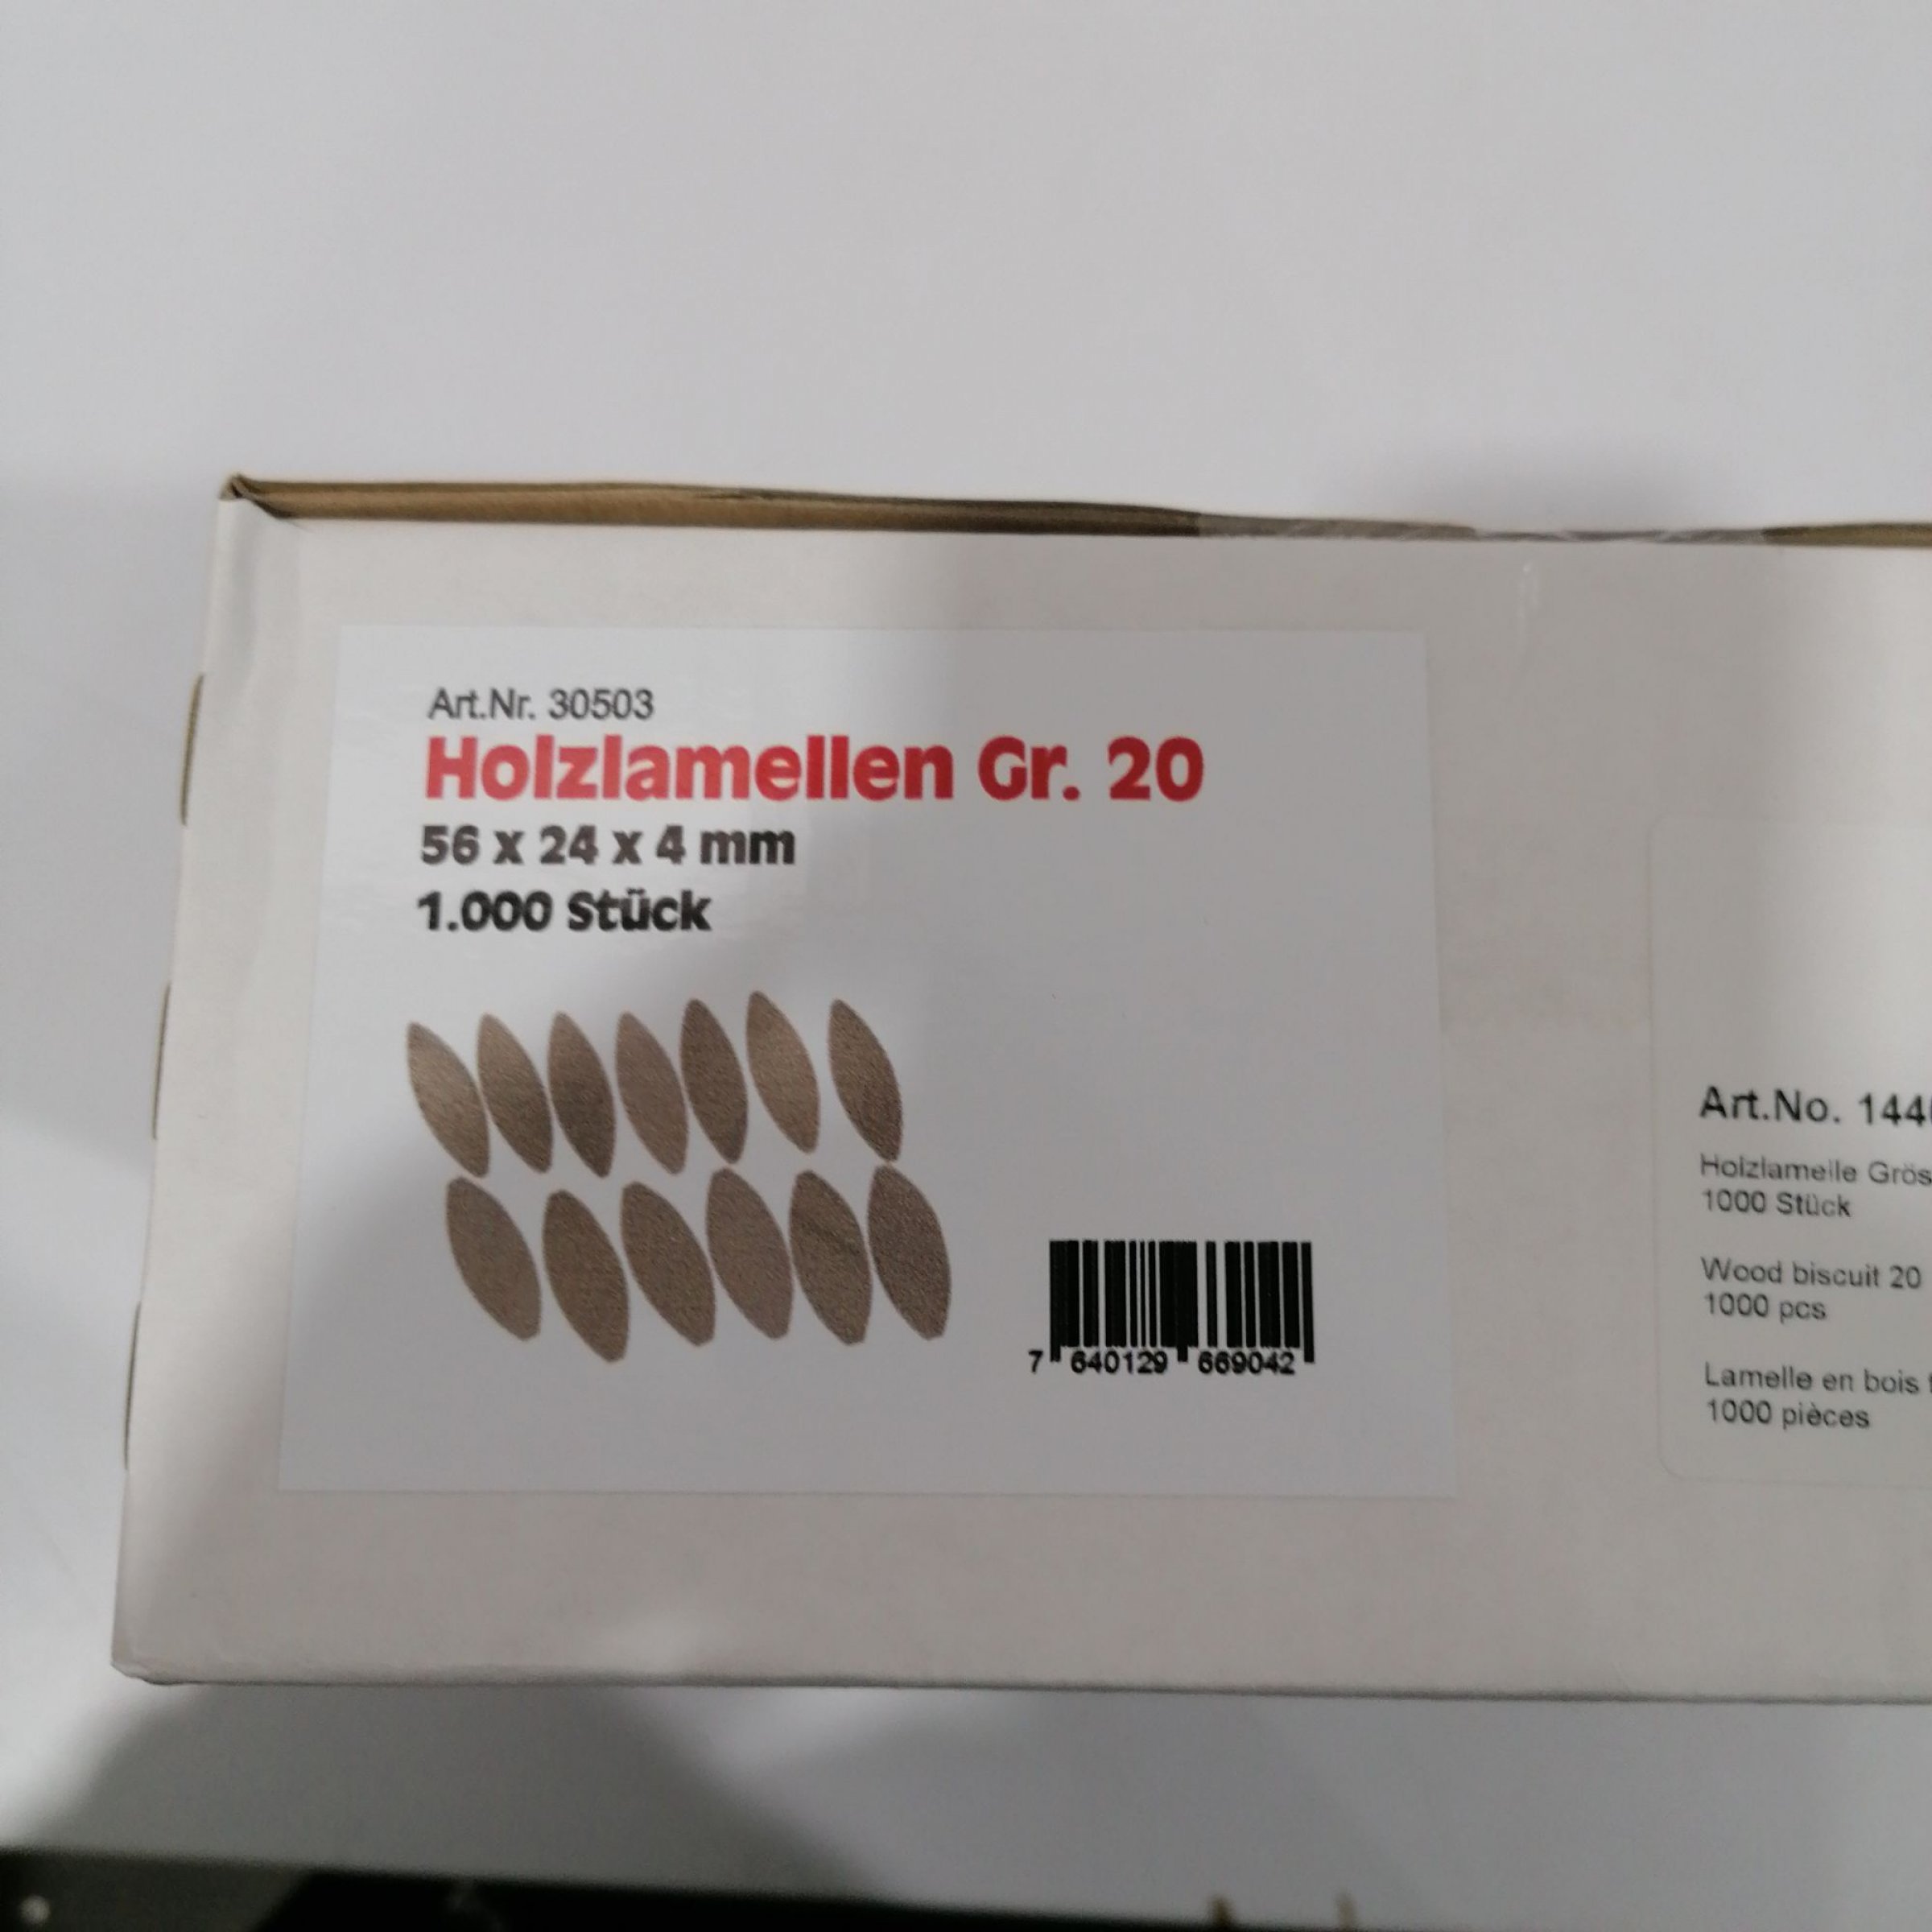 Art.Nr. 30503
Holzlamellen Gr. 20
56 x 24 x 4 mm
1.000 Stück
7 640129 669042
Art.No.
Holzlamelle
1000 Stück
Wood biscuit 20
1000 pcs
Lamelle en bois
1000 pièces